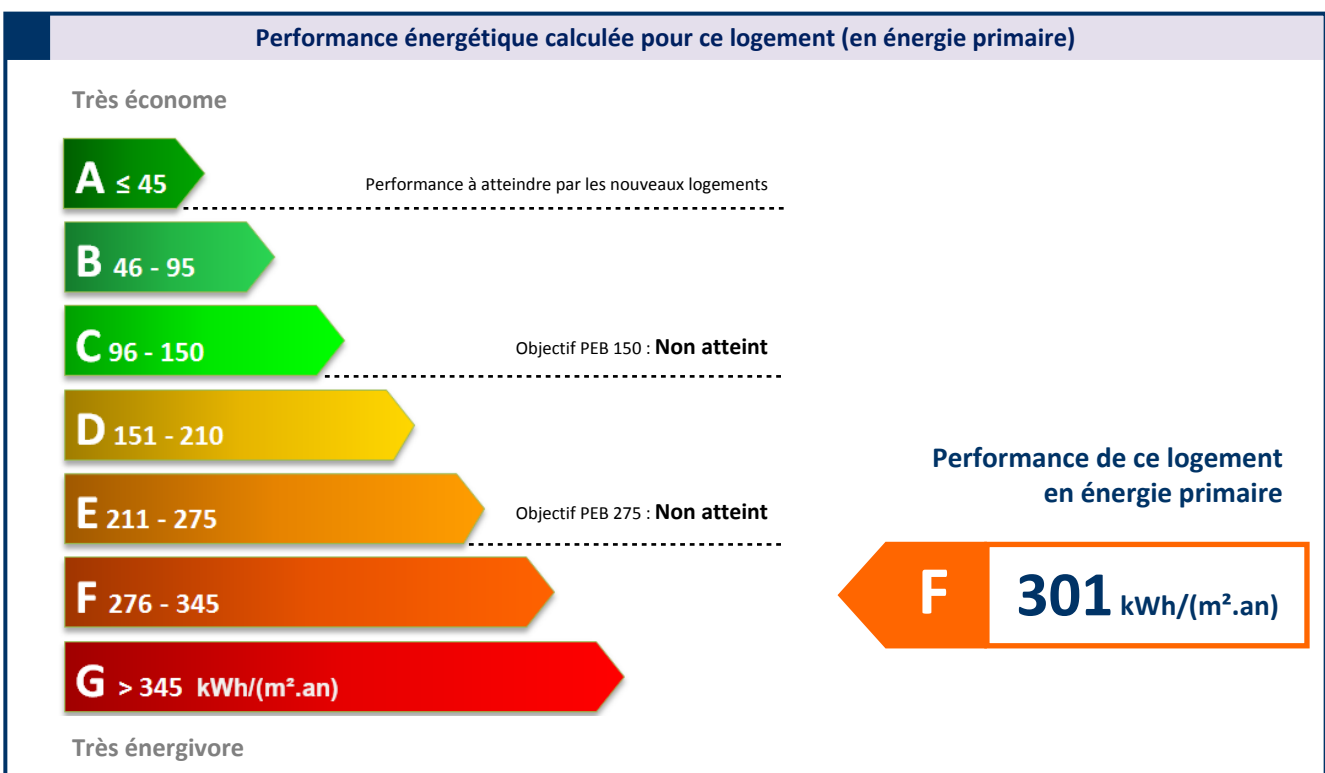 Performance énergétique calculée pour ce logement (en énergie primaire)
Très économe
A ≤ 45
Performance à atteindre par les nouveaux logements
B 46 - 95
C 96 - 150
Objectif PEB 150 : Non atteint
D 151 - 210
E 211 - 275
Objectif PEB 275 : Non atteint
F 276 - 345
G > 345 kWh/(m².an)
Très énergivore
Performance de ce logement
en énergie primaire
F 301 kWh/(m².an)